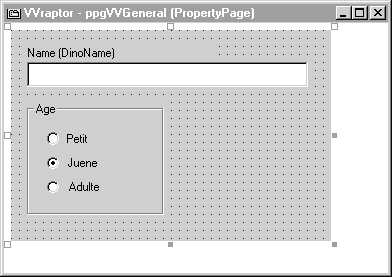 VVraptor - ppgVVGeneral (PropertyPage)
Name (DinoName)
Age
Petit
Juene
Adulte